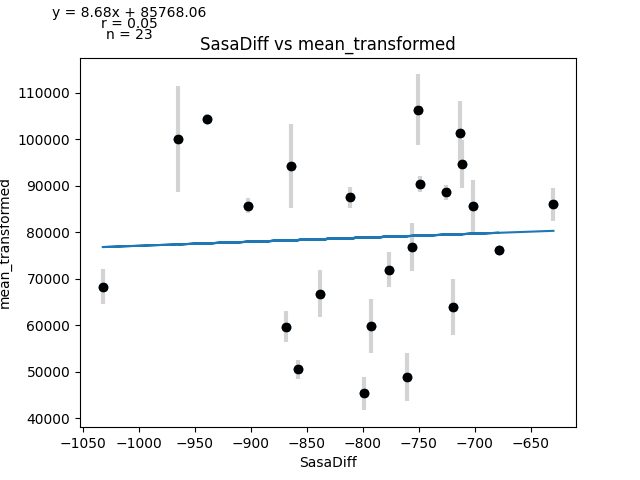 y = 8.68x + 85768.06
r = 0.05
n = 23
SasaDiff vs mean_transformed
110000
100000
90000
80000
70000
60000
50000
40000
mean_transformed
−1050 −1000 −950 −900 −850 −800 −750 −700 −650
SasaDiff